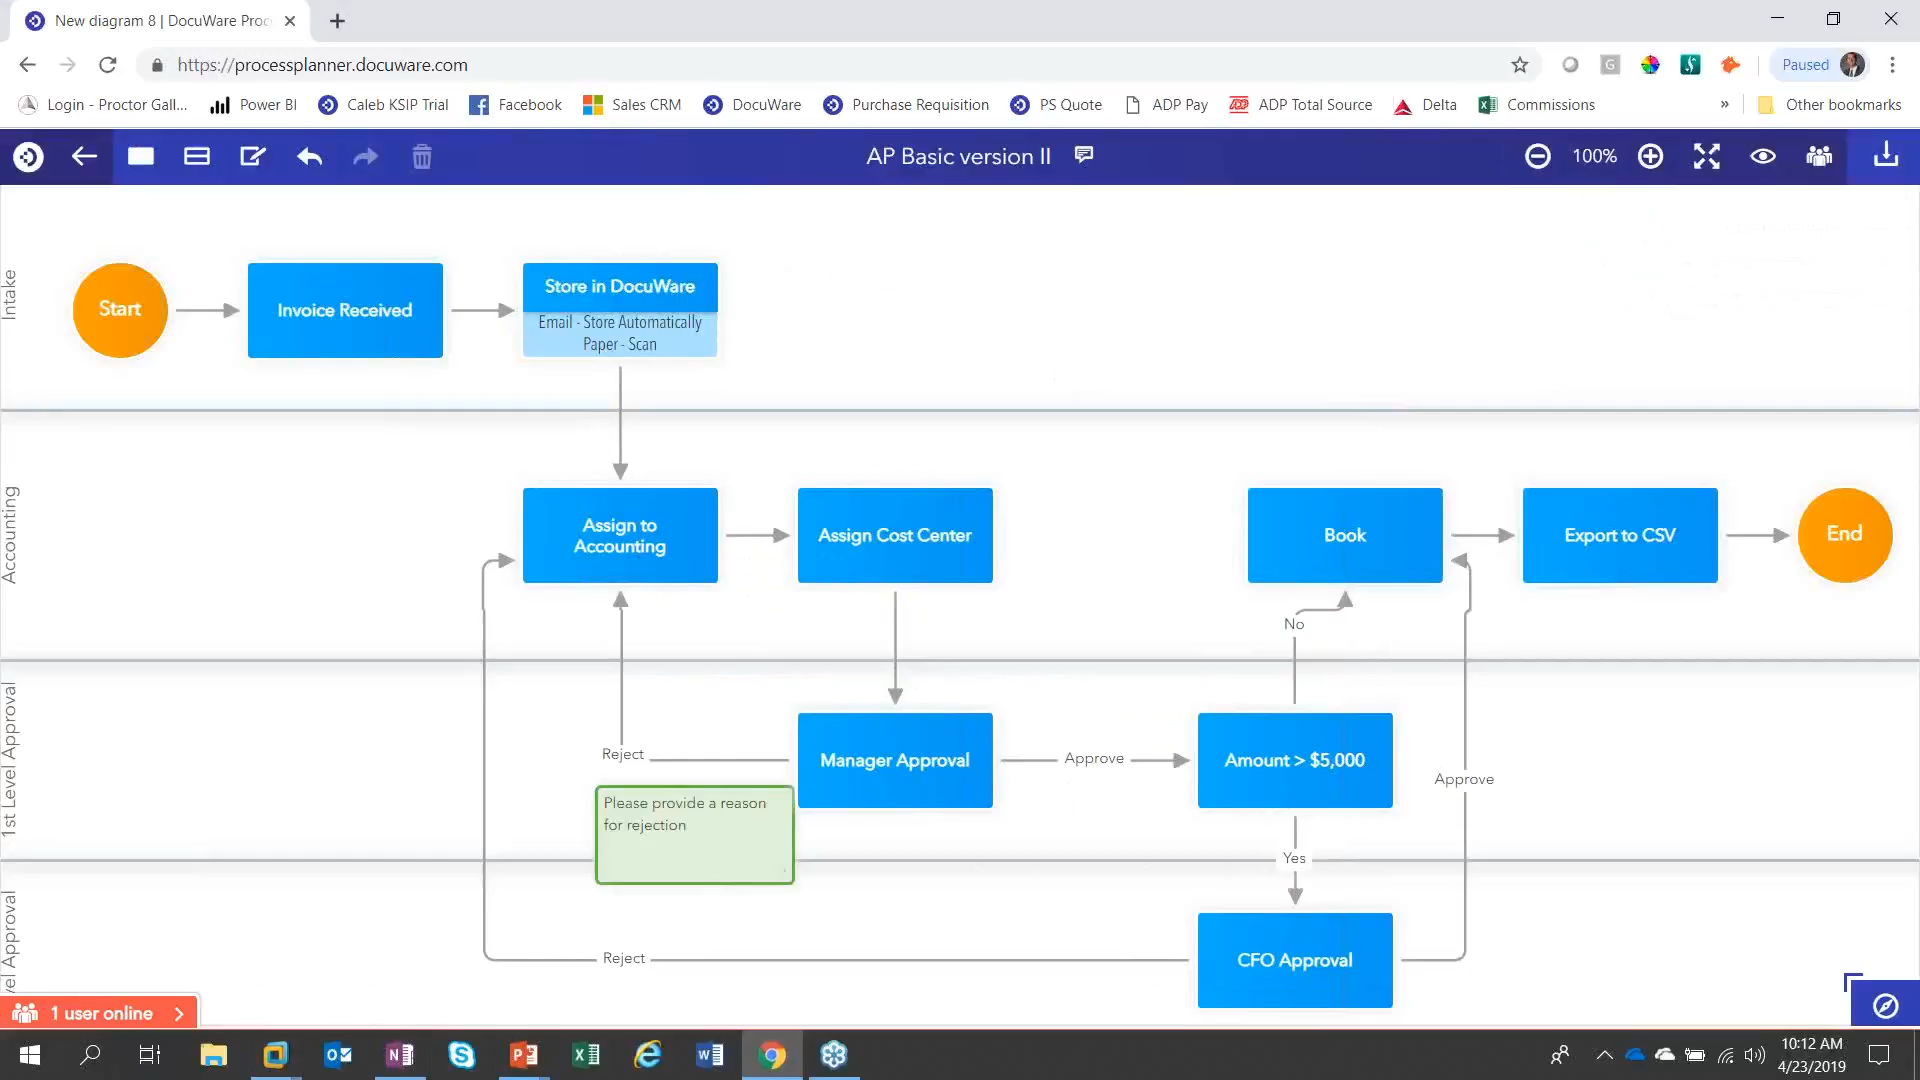 New diagram 8 | DocuWare Proc
https://processplanner.docuware.com
G
Paused
Login - Proctor Gall...
Power BI
Caleb KSIP Trial
Facebook
Sales CRM
DocuWare
Purchase Requisition
PS Quote
ADP Pay
ADP Total Source
Delta
Commissions
»
Other bookmarks
AP Basic version II
100%
Intake
Start
Invoice Received
Store in DocuWare
Email - Store Automatically
Paper - Scan
Accounting
Assign to
Accounting
Assign Cost Center
Book
Export to CSV
End
No
1st Level Approval
Reject
Manager Approval
Approve
Amount > $5,000
Approve
Please provide a reason
for rejection
Yes
vel Approval
Reject
CFO Approval
1 user online
10:12 AM
4/23/2019